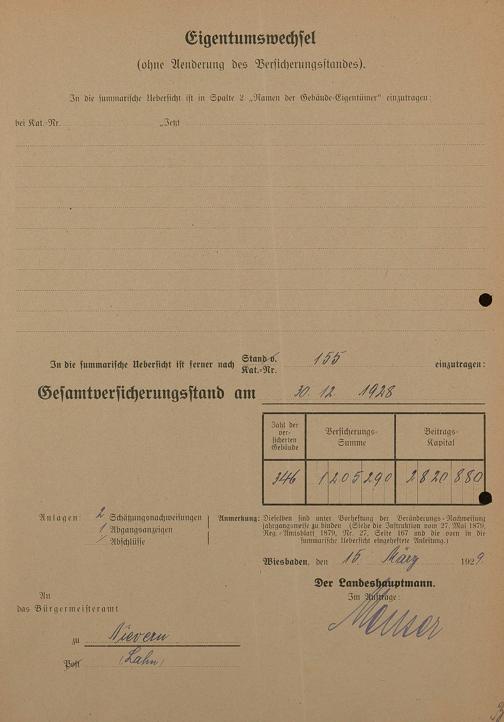 Eigentumswechsel
(ohne Aenderung des Versicherungsstandes).
In die summarische Uebersicht ist in Spalte 2 „Namen der Gebäude-Eigentümer" einzutragen:
bei Kat.-Nr. „Jetzt
In die summarische Uebersicht ist ferner nach Stand v. Kat.-Nr. 155 einzutragen:
Gesamtversicherungsstand am 30. 12. 1928
Zahl der versicherten Gebäude
Versicherungs-Summe
Beitrags-Kapital
346 1205290 2820880
Anlagen: 2 Schätzungsnachweisungen
1 Abgangsanzeigen
1 Abschlüsse
Anmerkung: Dieselben sind unter Vorheftung der Veränderungs-Nachweisung
jahrgangsweise zu binden (Siehe die Instruktion vom 27. Mai 1879,
Reg.-Amtsblatt 1879, Nr. 27, Seite 167 und die vorn in die
summarische Uebersicht eingeheftete Anleitung.)
Wiesbaden, den 15. März 1929.
Der Landeshauptmann.
Im Auftrage:
An
das Bürgermeisteramt
zu Nievern
Post (Lahn)